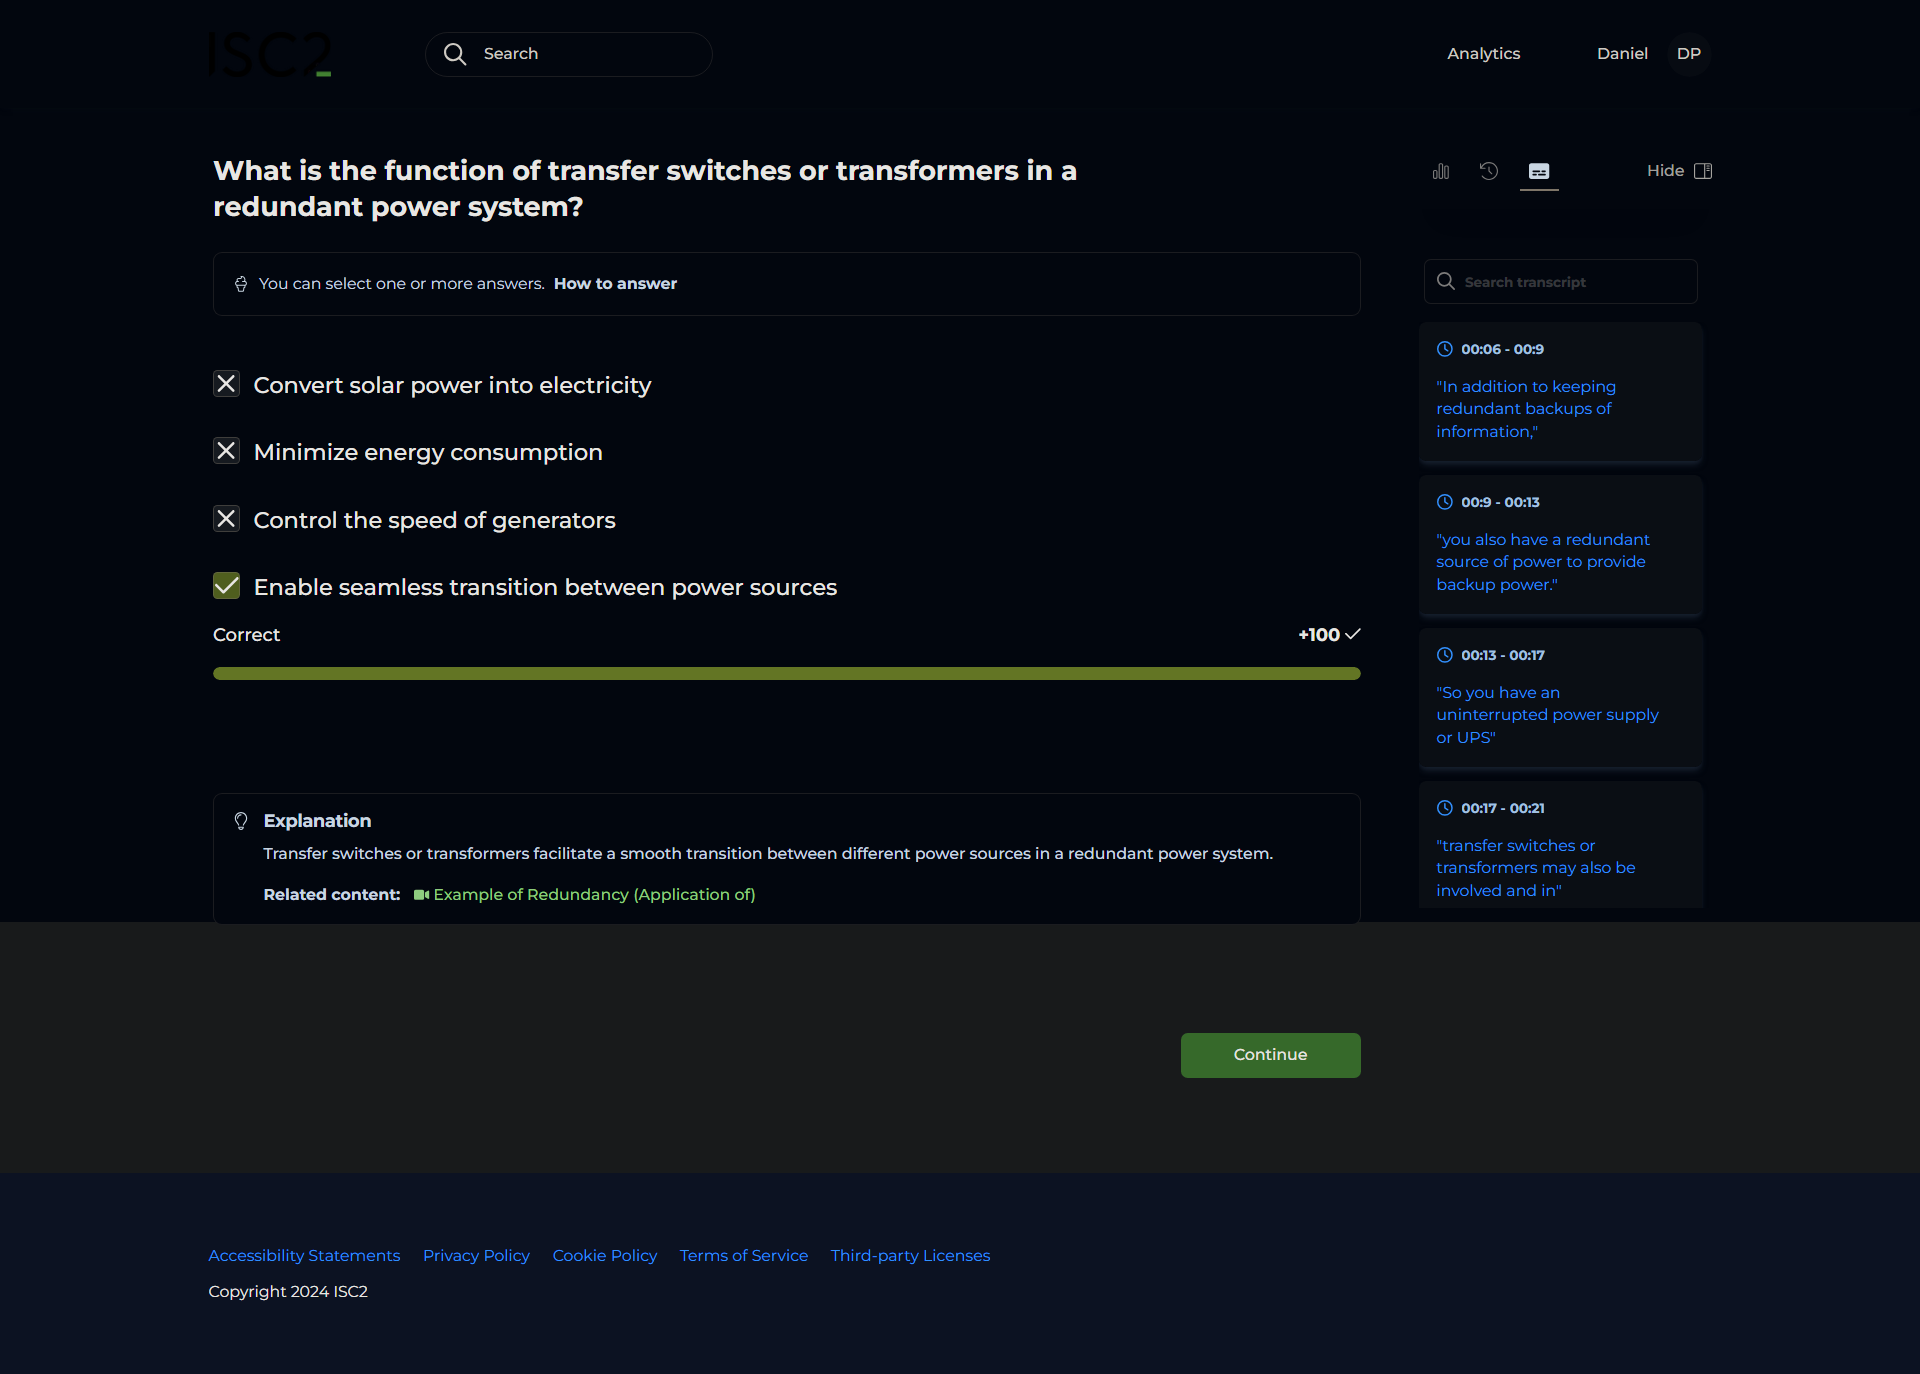 ISC2
Search
Analytics
Daniel
DP
What is the function of transfer switches or transformers in a
redundant power system?
Hide
You can select one or more answers. How to answer
Convert solar power into electricity
Minimize energy consumption
Control the speed of generators
Enable seamless transition between power sources
Correct
+100
Explanation
Transfer switches or transformers facilitate a smooth transition between different power sources in a redundant power system.
Related content: Example of Redundancy (Application of)
Search transcript
00:06 - 00:9
"In addition to keeping
redundant backups of
information,"
00:9 - 00:13
"you also have a redundant
source of power to provide
backup power."
00:13 - 00:17
"So you have an
uninterrupted power supply
or UPS"
00:17 - 00:21
"transfer switches or
transformers may also be
involved and in"
Continue
Accessibility Statements Privacy Policy Cookie Policy Terms of Service Third-party Licenses
Copyright 2024 ISC2